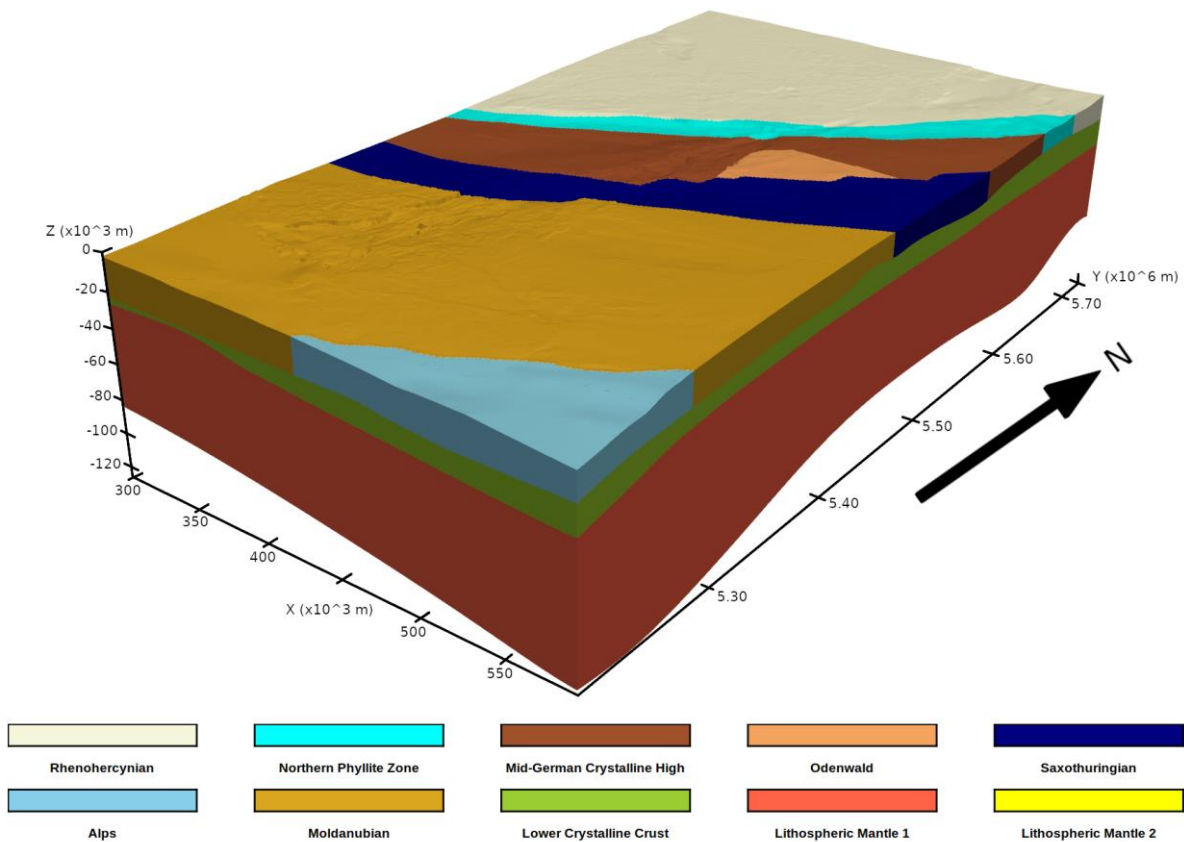 Z (x10^3 m)
0
-20
-40
-60
-80
-100
-120
300
350
400
X (x10^3 m)
500
550
5.30
5.40
5.50
5.60
5.70
Y (x10^6 m)
N
Rhenohercynian
Northern Phyllite Zone
Mid-German Crystalline High
Odenwald
Saxothuringian
Alps
Moldanubian
Lower Crystalline Crust
Lithospheric Mantle 1
Lithospheric Mantle 2